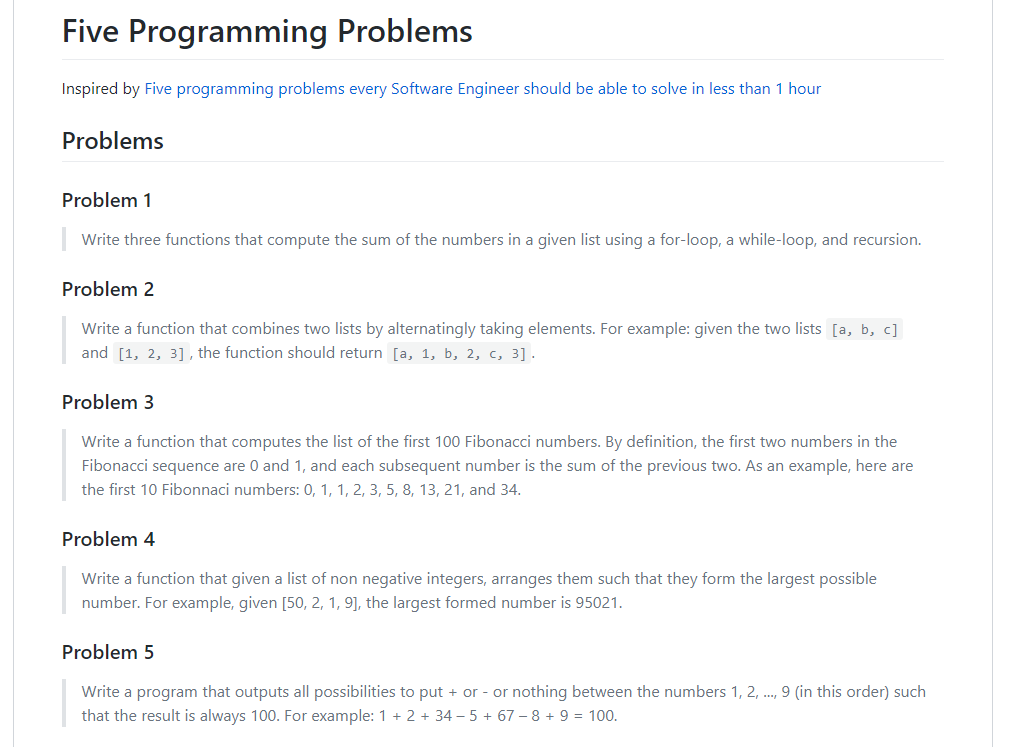 Five Programming Problems
Inspired by Five programming problems every Software Engineer should be able to solve in less than 1 hour
Problems
Problem 1
Write three functions that compute the sum of the numbers in a given list using a for-loop, a while-loop, and recursion.
Problem 2
Write a function that combines two lists by alternatingly taking elements. For example: given the two lists [a, b, c]
and [1, 2, 3], the function should return [a, 1, b, 2, c, 3].
Problem 3
Write a function that computes the list of the first 100 Fibonacci numbers. By definition, the first two numbers in the
Fibonacci sequence are 0 and 1, and each subsequent number is the sum of the previous two. As an example, here are
the first 10 Fibonnaci numbers: 0, 1, 1, 2, 3, 5, 8, 13, 21, and 34.
Problem 4
Write a function that given a list of non negative integers, arranges them such that they form the largest possible
number. For example, given [50, 2, 1, 9], the largest formed number is 95021.
Problem 5
Write a program that outputs all possibilities to put + or - or nothing between the numbers 1, 2, ..., 9 (in this order) such
that the result is always 100. For example: 1 + 2 + 34 – 5 + 67 – 8 + 9 = 100.